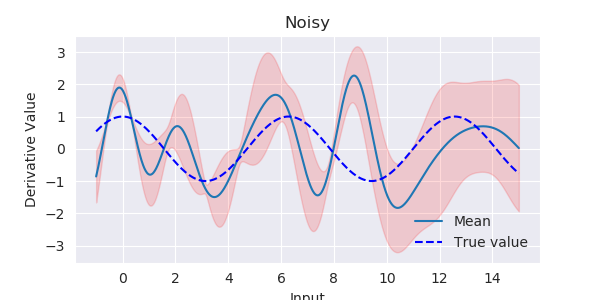 Noisy
Derivative Value
3
2
1
0
−1
−2
−3
Mean
True value
0 2 4 6 8 10 12 14
Input